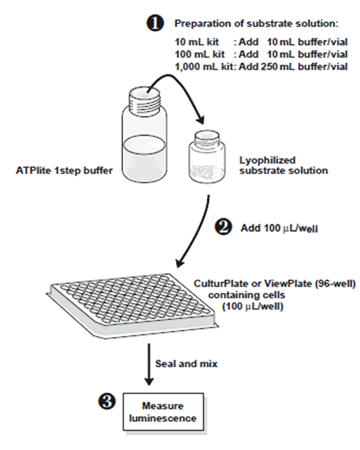 1 Preparation of substrate solution:
10 mL kit : Add 10 mL buffer/vial
100 mL kit : Add 10 mL buffer/vial
1,000 mL kit: Add 250 mL buffer/vial
ATPlite 1step buffer
Lyophilized
substrate solution
2 Add 100 µL/well
CulturPlate or ViewPlate (96-well)
containing cells
(100 µL/well)
Seal and mix
3 Measure
luminescence